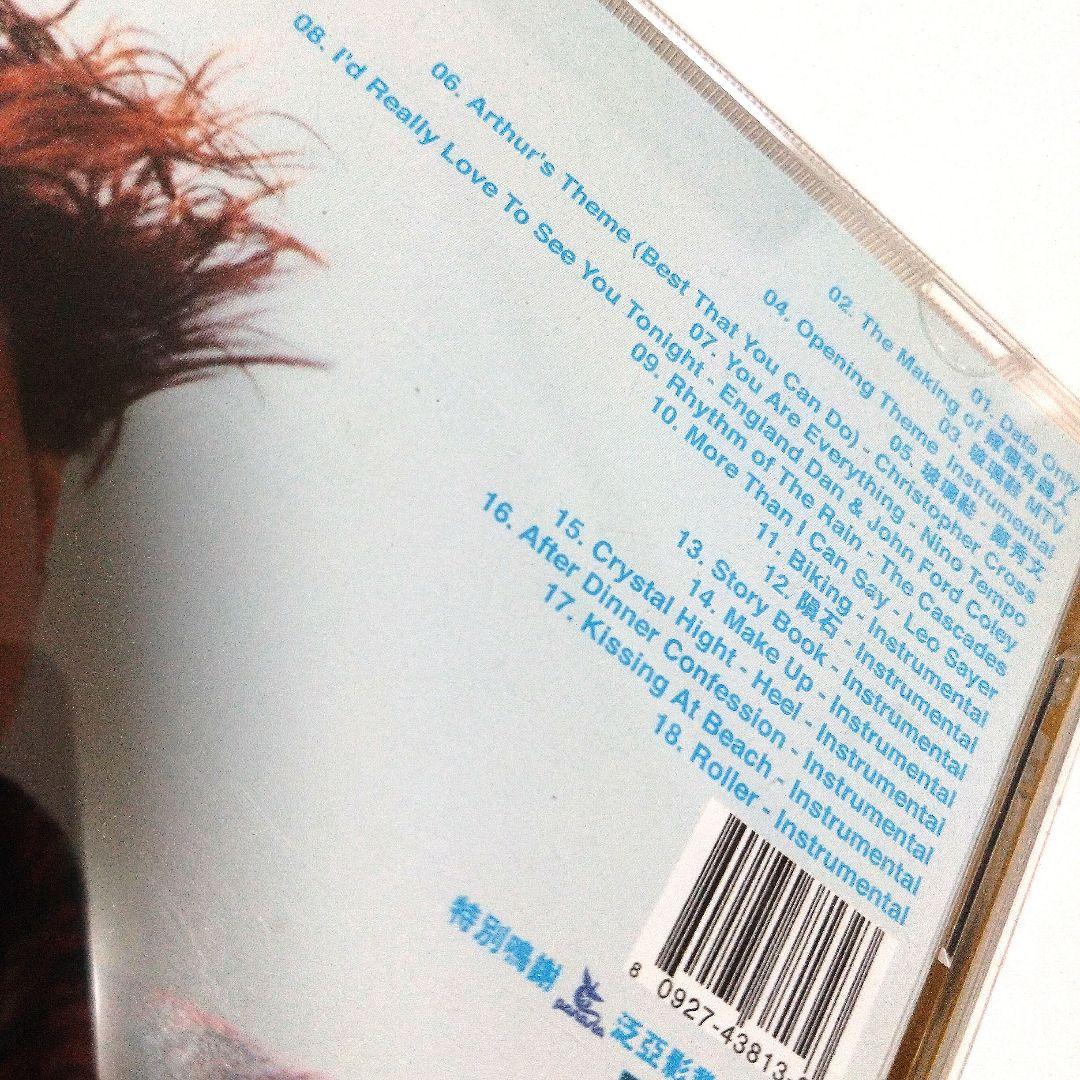 01. Data Only
02. The Making of 嚦咕嚦咕
03. 玻璃鞋 MTV
04. Opening Theme Instrumental
05. 玻璃鞋 - 鄭秀文
06. Arthur's Theme (Best That You Can Do) - Christopher Cross
07. You Are Everything - Nino Tempo
08. I'd Really Love To See You Tonight - England Dan & John Ford Coley
09. Rhythm of The Rain - The Cascades
10. More Than I Can Say - Leo Sayer
11. Biking - Instrumental
12. 隕石 - Instrumental
13. Story Book - Instrumental
14. Make Up - Instrumental
15. Crystal Hight - Heel - Instrumental
16. After Dinner Confession - Instrumental
17. Kissing At Beach - Instrumental
18. Roller - Instrumental
8 0927-43813-
特別鳴謝 泛亞影